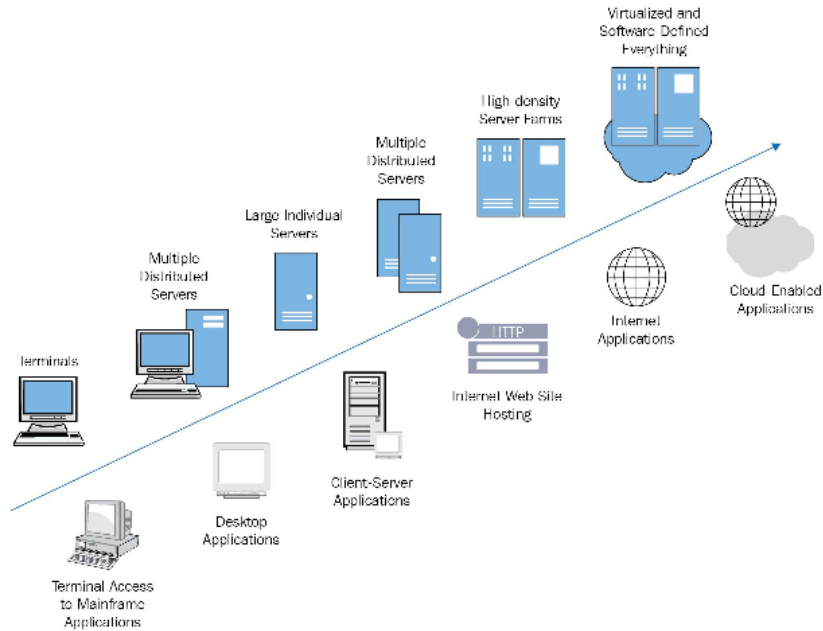 Virtualized and
Software Defined
Everything
High density
Server Farms
Multiple
Distributed
Servers
Large Individual
Servers
Multiple
Distributed
Servers
Terminals
Cloud Enabled
Applications
Internet
Applications
HTTP
Internet Web Site
Hosting
Client-Server
Applications
Desktop
Applications
Terminal Access
to Mainframe
Applications